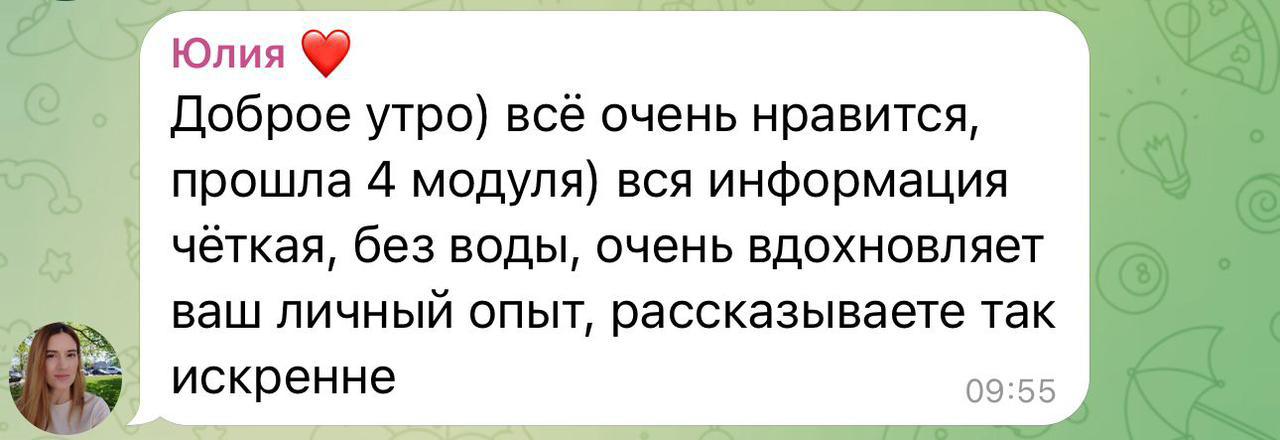 Юлия ❤️
Доброе утро) всё очень нравится,
прошла 4 модуля) вся информация
чёткая, без воды, очень вдохновляет
ваш личный опыт, рассказываете так
искренне
09:55